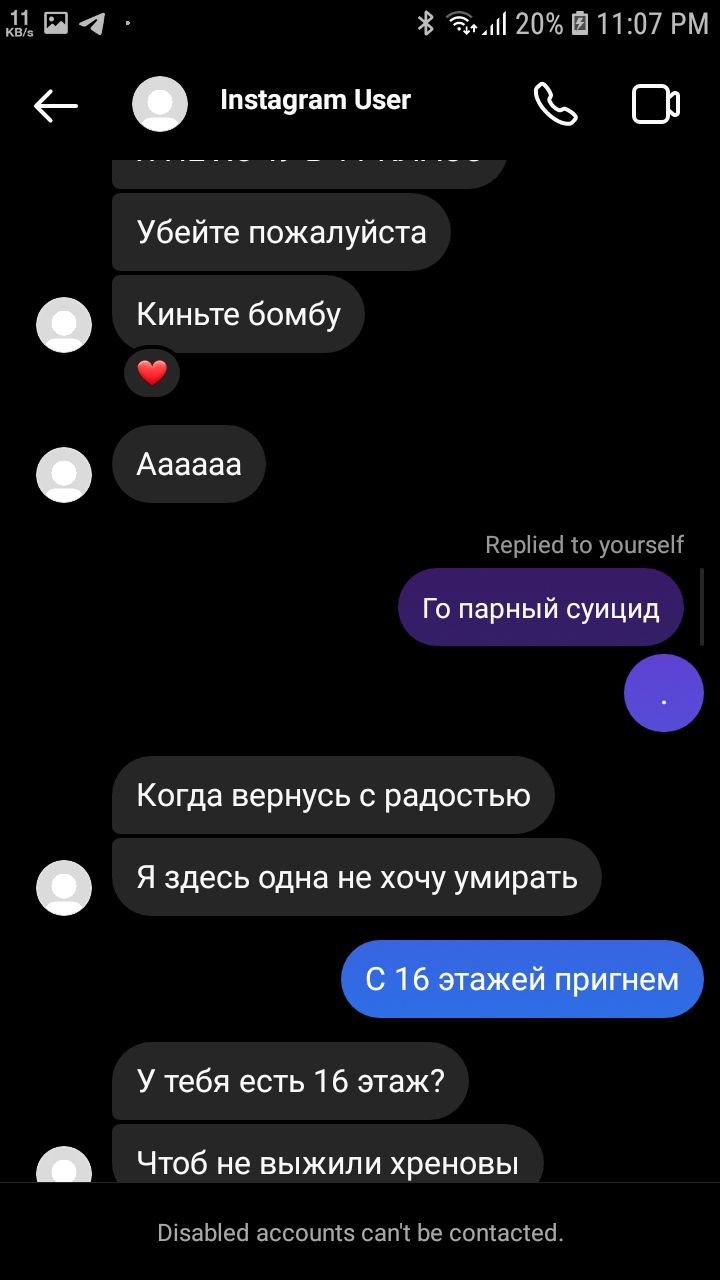 11
KB/s
20% 11:07 PM
Instagram User
Убейте пожалуйста
Киньте бомбу
Аааааа
Replied to yourself
Го парный суицид
.
Когда вернусь с радостью
Я здесь одна не хочу умирать
С 16 этажей пригнем
У тебя есть 16 этаж?
Чтоб не выжили хреновы
Disabled accounts can't be contacted.